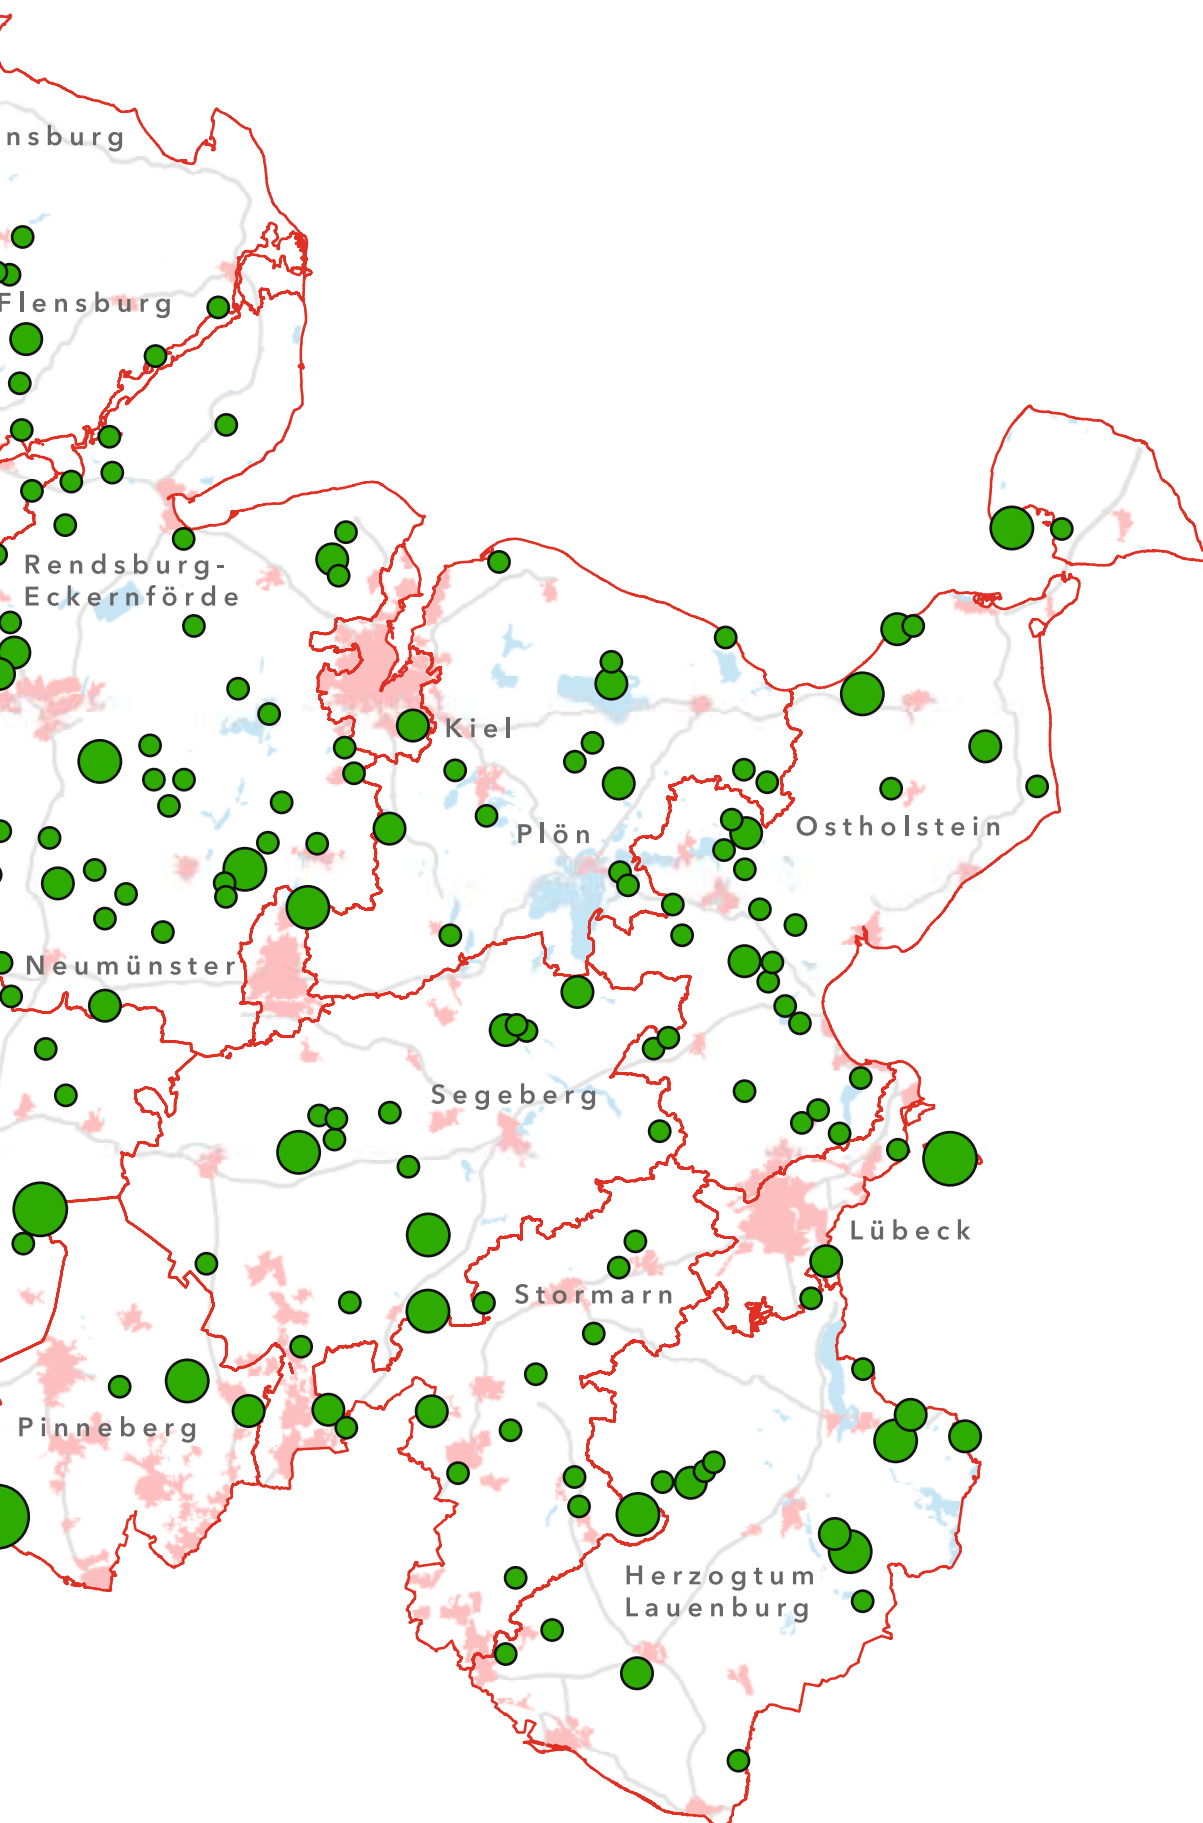 nsburg
Flensburg
Rendsburg-
Eckernförde
Kiel
Plön
Ostholstein
Neumünster
Segeberg
Lübeck
Stormarn
Pinneberg
Herzogtum
Lauenburg